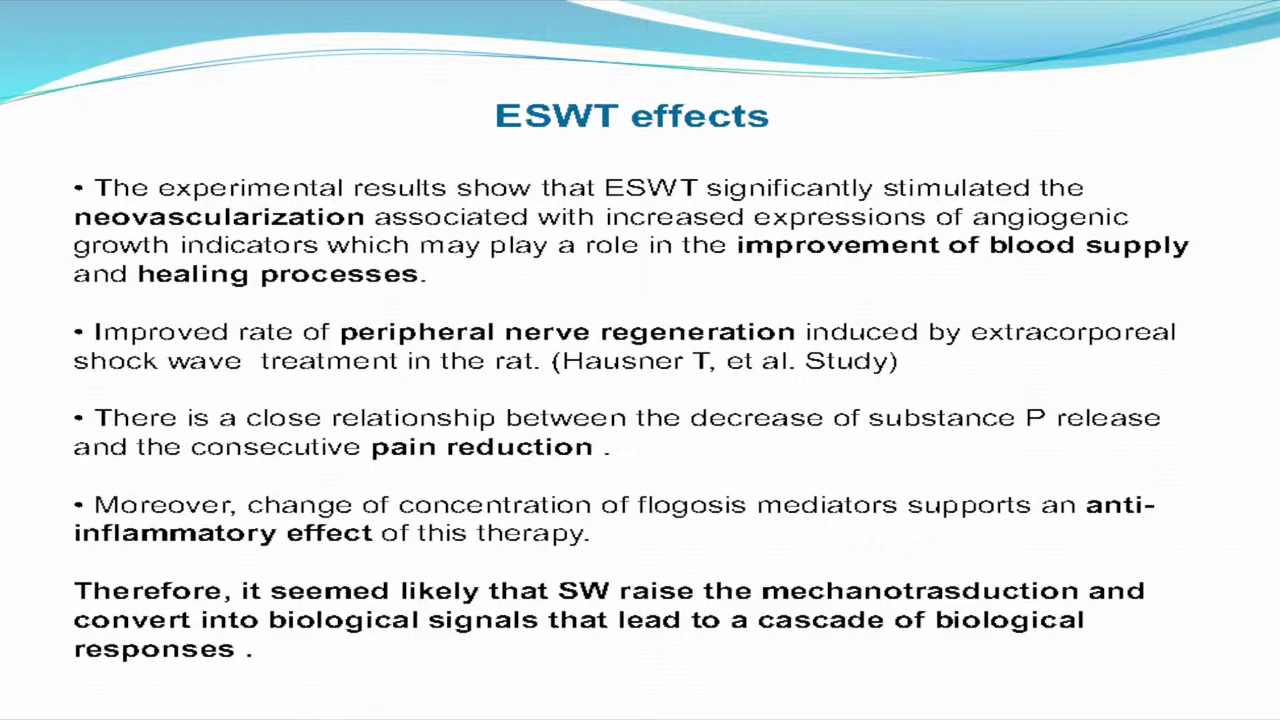 ESWT effects
• The experimental results show that ESWT significantly stimulated the
neovascularization associated with increased expressions of angiogenic
growth indicators which may play a role in the improvement of blood supply
and healing processes.
• Improved rate of peripheral nerve regeneration induced by extracorporeal
shock wave  treatment in the rat. (Hausner T, et al. Study)
• There is a close relationship between the decrease of substance P release
and the consecutive pain reduction .
• Moreover, change of concentration of flogosis mediators supports an anti-
inflammatory effect of this therapy.
Therefore, it seemed likely that SW raise the mechanotrasduction and
convert into biological signals that lead to a cascade of biological
responses .